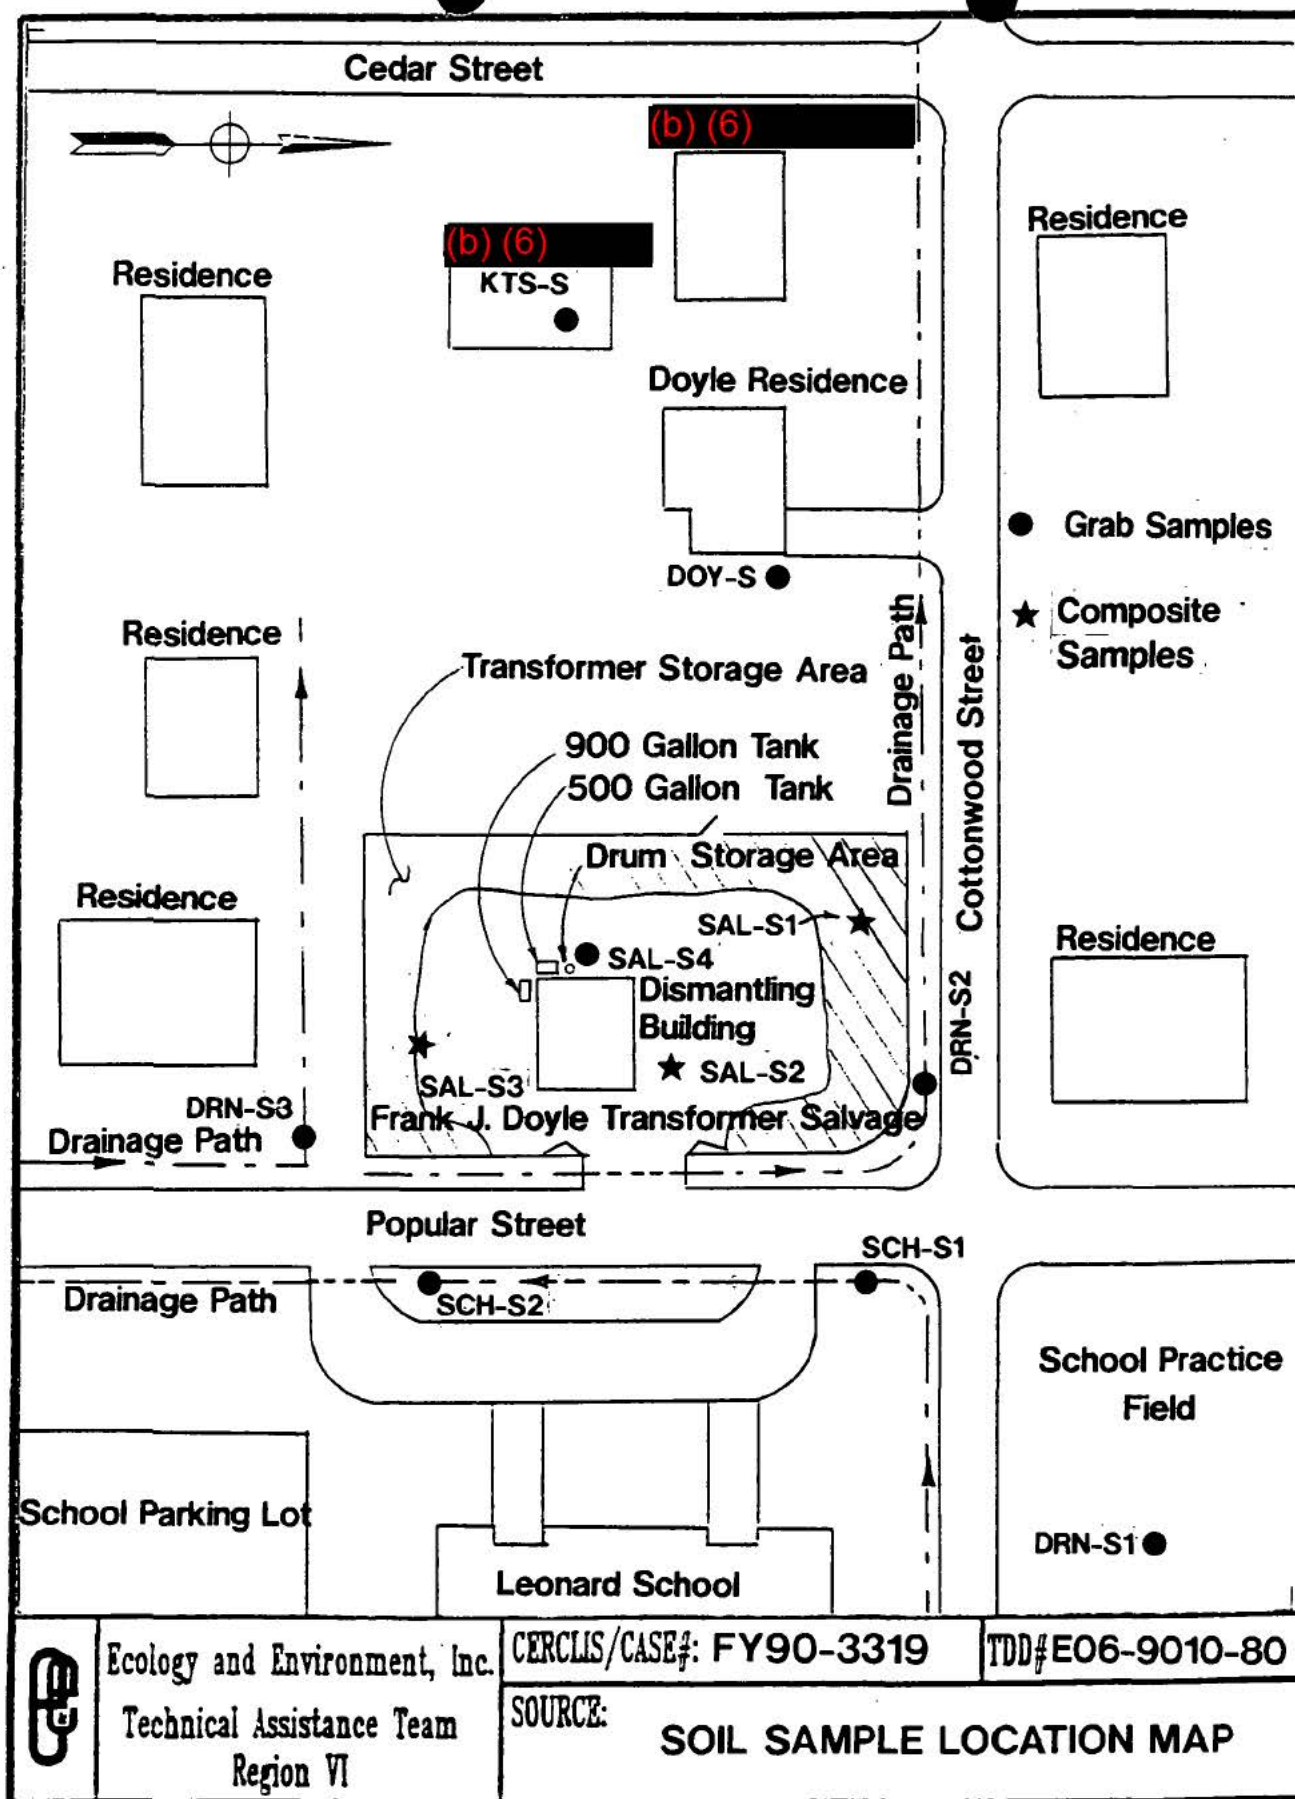 Cedar Street
(b) (6)
(b) (6)
KTS-S
Residence
Residence
Doyle Residence
DOY-S
Grab Samples
Composite
Samples
Residence
Transformer Storage Area
Drainage Path
Cottonwood Street
900 Gallon Tank
500 Gallon Tank
Drum Storage Area
Residence
SAL-S1
SAL-S4
Dismantling
Building
Residence
DRN-S2
SAL-S2
SAL-S3
DRN-S3
Drainage Path
Frank J. Doyle Transformer Salvage
Popular Street
SCH-S1
SCH-S2
Drainage Path
School Practice
Field
School Parking Lot
DRN-S1
Leonard School
Ecology and Environment, Inc.
Technical Assistance Team
Region VI
CERCLIS/CASE#: FY90-3319
TDD#E06-9010-80
SOURCE:
SOIL SAMPLE LOCATION MAP